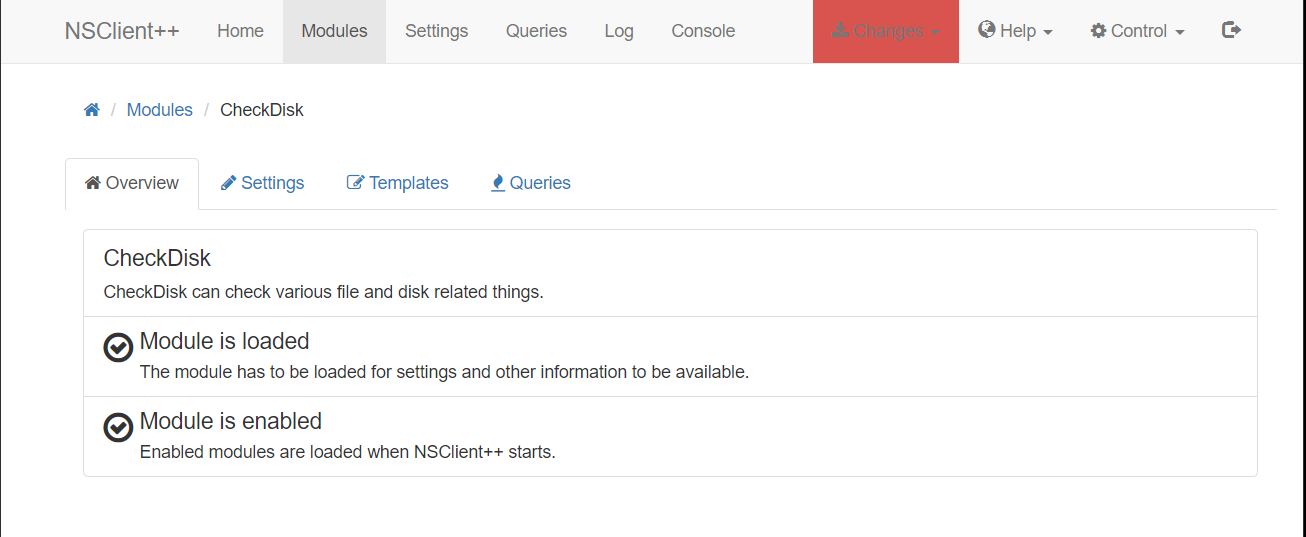 NSClient++ Home Modules Settings Queries Log Console Changes Help Control
/ Modules / CheckDisk
Overview Settings Templates Queries
CheckDisk
CheckDisk can check various file and disk related things.
Module is loaded
The module has to be loaded for settings and other information to be available.
Module is enabled
Enabled modules are loaded when NSClient++ starts.